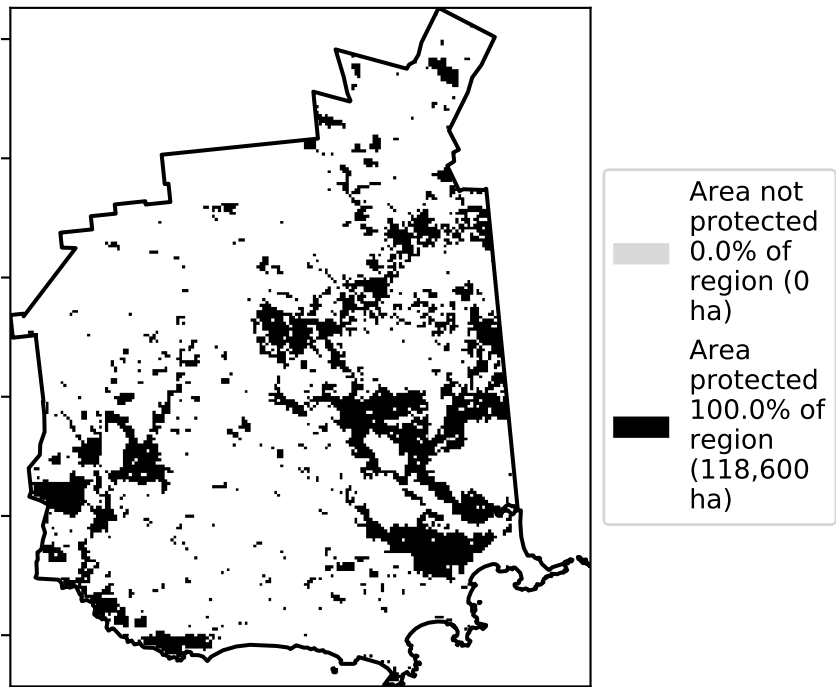 Area not
protected
0.0% of
region (0
ha)
Area
protected
100.0% of
region
(118,600
ha)